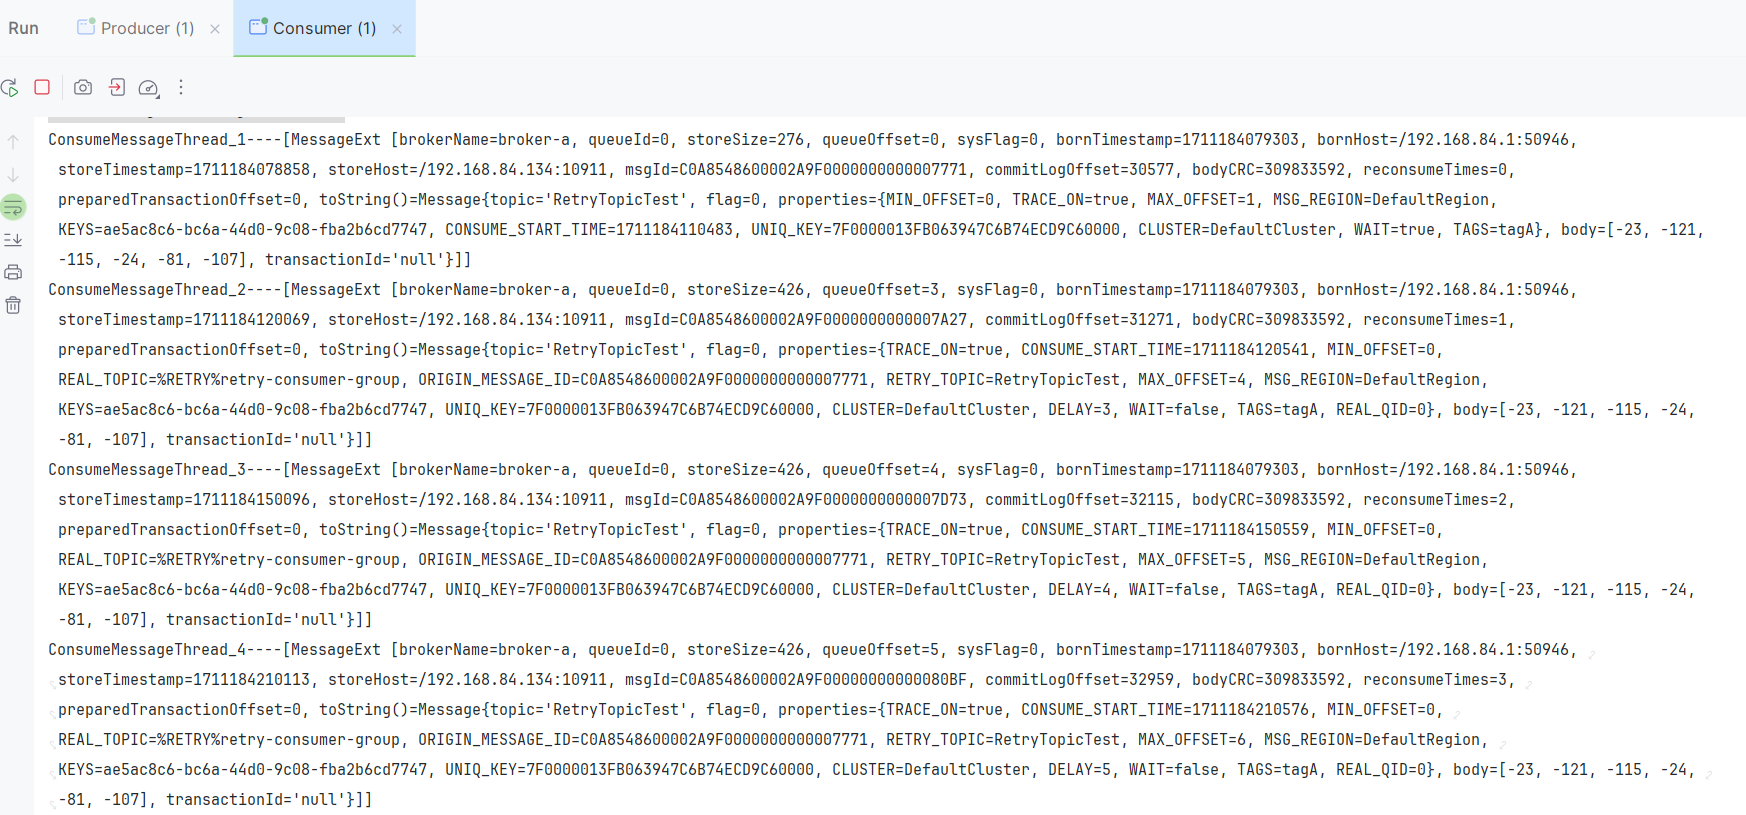 Run Producer (1) Consumer (1)
ConsumeMessageThread_1----[MessageExt [brokerName=broker-a, queueId=0, storeSize=276, queueOffset=0, sysFlag=0, bornTimestamp=1711184079303, bornHost=/192.168.84.1:50946,
storeTimestamp=1711184078858, storeHost=/192.168.84.134:10911, msgId=C0A8548600002A9F0000000000007771, commitLogOffset=30577, bodyCRC=309833592, reconsumeTimes=0,
preparedTransactionOffset=0, toString()=Message{topic='RetryTopicTest', flag=0, properties={MIN_OFFSET=0, TRACE_ON=true, MAX_OFFSET=1, MSG_REGION=DefaultRegion,
KEYS=ae5ac8c6-bc6a-44d0-9c08-fba2b6cd7747, CONSUME_START_TIME=1711184110483, UNIQ_KEY=7F0000013FB063947C6B74ECD9C60000, CLUSTER=DefaultCluster, WAIT=true, TAGS=tagA}, body=[-23, -121,
-115, -24, -81, -107], transactionId='null'}]]
ConsumeMessageThread_2----[MessageExt [brokerName=broker-a, queueId=0, storeSize=426, queueOffset=3, sysFlag=0, bornTimestamp=1711184079303, bornHost=/192.168.84.1:50946,
storeTimestamp=1711184120069, storeHost=/192.168.84.134:10911, msgId=C0A8548600002A9F0000000000007A27, commitLogOffset=31271, bodyCRC=309833592, reconsumeTimes=1,
preparedTransactionOffset=0, toString()=Message{topic='RetryTopicTest', flag=0, properties={TRACE_ON=true, CONSUME_START_TIME=1711184120541, MIN_OFFSET=0,
REAL_TOPIC=%RETRY%retry-consumer-group, ORIGIN_MESSAGE_ID=C0A8548600002A9F0000000000007771, RETRY_TOPIC=RetryTopicTest, MAX_OFFSET=4, MSG_REGION=DefaultRegion,
KEYS=ae5ac8c6-bc6a-44d0-9c08-fba2b6cd7747, UNIQ_KEY=7F0000013FB063947C6B74ECD9C60000, CLUSTER=DefaultCluster, DELAY=3, WAIT=false, TAGS=tagA, REAL_QID=0}, body=[-23, -121, -115, -24,
-81, -107], transactionId='null'}]]
ConsumeMessageThread_3----[MessageExt [brokerName=broker-a, queueId=0, storeSize=426, queueOffset=4, sysFlag=0, bornTimestamp=1711184079303, bornHost=/192.168.84.1:50946,
storeTimestamp=1711184150096, storeHost=/192.168.84.134:10911, msgId=C0A8548600002A9F0000000000007D73, commitLogOffset=32115, bodyCRC=309833592, reconsumeTimes=2,
preparedTransactionOffset=0, toString()=Message{topic='RetryTopicTest', flag=0, properties={TRACE_ON=true, CONSUME_START_TIME=1711184150559, MIN_OFFSET=0,
REAL_TOPIC=%RETRY%retry-consumer-group, ORIGIN_MESSAGE_ID=C0A8548600002A9F0000000000007771, RETRY_TOPIC=RetryTopicTest, MAX_OFFSET=5, MSG_REGION=DefaultRegion,
KEYS=ae5ac8c6-bc6a-44d0-9c08-fba2b6cd7747, UNIQ_KEY=7F0000013FB063947C6B74ECD9C60000, CLUSTER=DefaultCluster, DELAY=4, WAIT=false, TAGS=tagA, REAL_QID=0}, body=[-23, -121, -115, -24,
-81, -107], transactionId='null'}]]
ConsumeMessageThread_4----[MessageExt [brokerName=broker-a, queueId=0, storeSize=426, queueOffset=5, sysFlag=0, bornTimestamp=1711184079303, bornHost=/192.168.84.1:50946,
storeTimestamp=1711184210113, storeHost=/192.168.84.134:10911, msgId=C0A8548600002A9F00000000000080BF, commitLogOffset=32959, bodyCRC=309833592, reconsumeTimes=3,
preparedTransactionOffset=0, toString()=Message{topic='RetryTopicTest', flag=0, properties={TRACE_ON=true, CONSUME_START_TIME=1711184210576, MIN_OFFSET=0,
REAL_TOPIC=%RETRY%retry-consumer-group, ORIGIN_MESSAGE_ID=C0A8548600002A9F0000000000007771, RETRY_TOPIC=RetryTopicTest, MAX_OFFSET=6, MSG_REGION=DefaultRegion,
KEYS=ae5ac8c6-bc6a-44d0-9c08-fba2b6cd7747, UNIQ_KEY=7F0000013FB063947C6B74ECD9C60000, CLUSTER=DefaultCluster, DELAY=5, WAIT=false, TAGS=tagA, REAL_QID=0}, body=[-23, -121, -115, -24,
-81, -107], transactionId='null'}]]